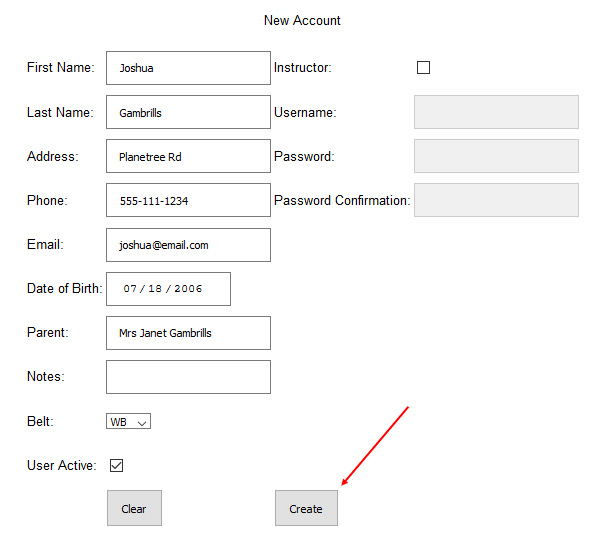 New Account
First Name: Joshua Instructor:
Last Name: Gambrills Username:
Address: Planetree Rd Password:
Phone: 555-111-1234 Password Confirmation:
Email: joshua@email.com
Date of Birth: 07 / 18 / 2006
Parent: Mrs Janet Gambrills
Notes:
Belt: WB
User Active:
Clear Create